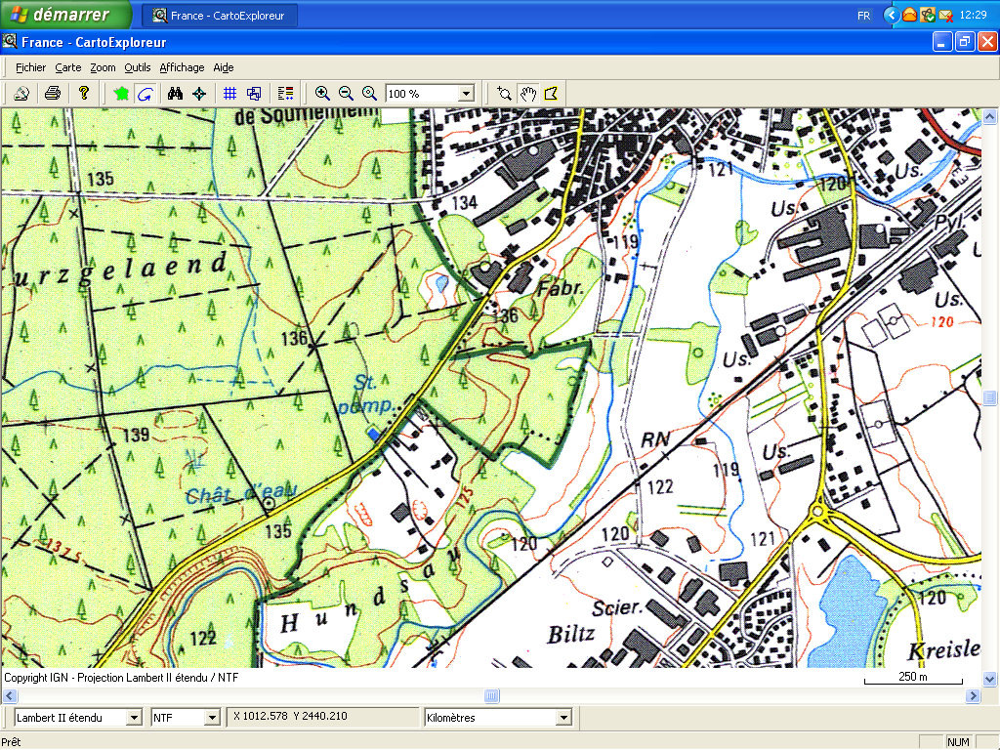 démarrer
France - CartoExploreur
FR
12:29
France - CartoExploreur
Fichier Carte Zoom Outils Affichage Aide
100 %
de Soufflenheim
135
134
121
120
Us.
Us.
119
Pyl.
urzgelaend
Fabr.
136
Us.
120
136
St.
pomp.
Us.
139
RN
Us.
119
122
Chât. d'eau
125
135
120
120
121
137,5
Hundsau
120
Scier.
122
Biltz
Kreisle
Copyright IGN - Projection Lambert II étendu / NTF
250 m
Lambert II étendu
NTF
X 1012.578 Y 2440.210
Kilomètres
Prêt
NUM